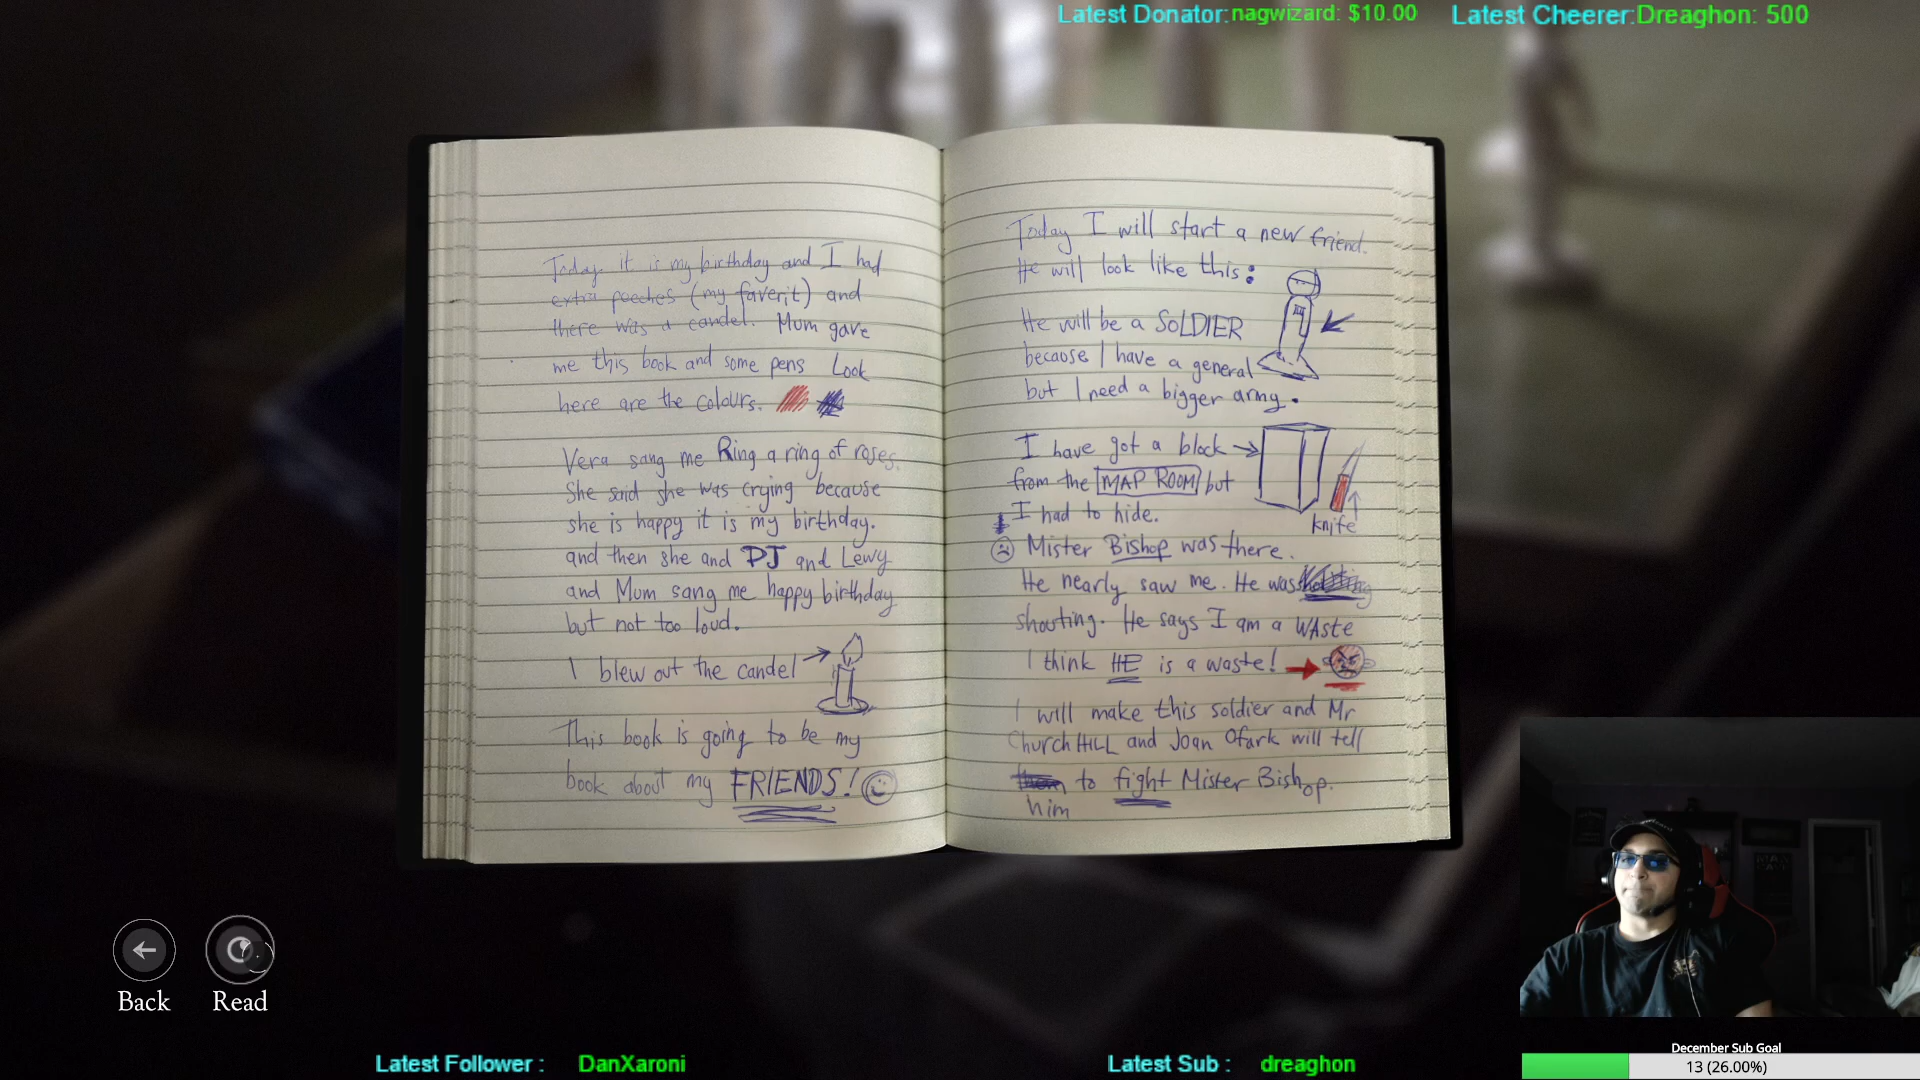 Latest Donator: nagwizard: $10.00 Latest Cheerer: Dreaghon: 500
Today it is my birthday and I had
extra peeches (my faverit) and
there was a candel. Mum gave
me this book and some pens Look
here are the colours.
Vera sang me Ring a ring of roses.
She said she was crying because
she is happy it is my birthday.
and then she and PJ and Lewy
and Mum sang me happy birthday
but not too loud.
I blew out the candel
This book is going to be my
book about my FRIENDS!
Today I will start a new friend.
He will look like this:
He will be a SOLDIER
because I have a general
but I need a bigger army.
I have got a block
from the MAP ROOM but
knife
I had to hide.
Mister Bishop was there.
He nearly saw me. He was
shouting. He says I am a WAste
I think HE is a waste!
I will make this soldier and Mr
ChurchHILL and Joan Ofark will tell
him to fight Mister Bishop.
Back Read
Latest Follower : DanXaroni
Latest Sub : dreaghon
December Sub Goal
13 (26.00%)